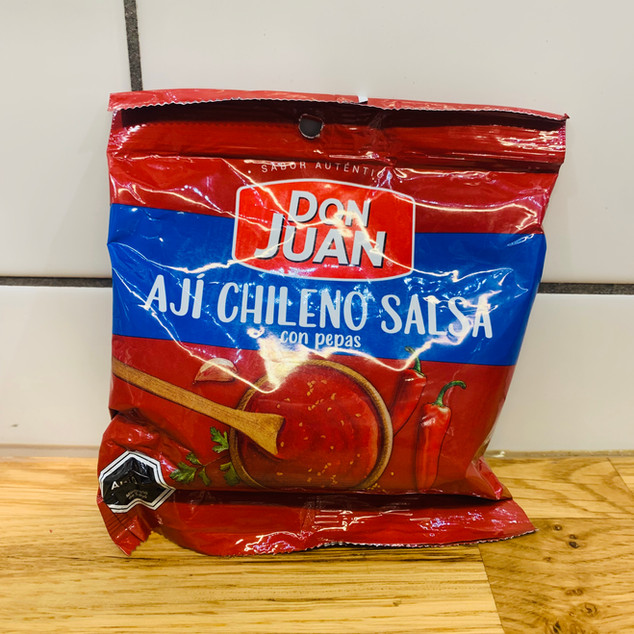 SABOR AUTÉNTICO
DON
JUAN
AJÍ CHILENO SALSA
con pepas